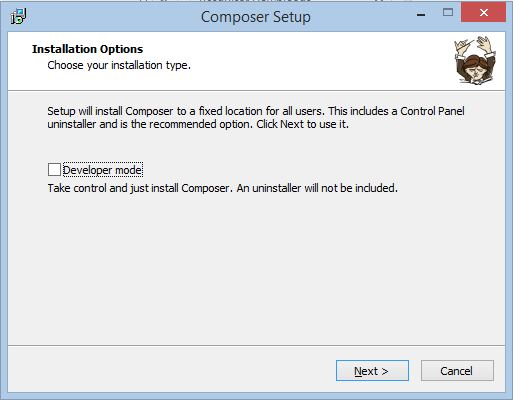 Composer Setup
Installation Options
Choose your installation type.
Setup will install Composer to a fixed location for all users. This includes a Control Panel
uninstaller and is the recommended option. Click Next to use it.
Developer mode
Take control and just install Composer. An uninstaller will not be included.
Next >
Cancel